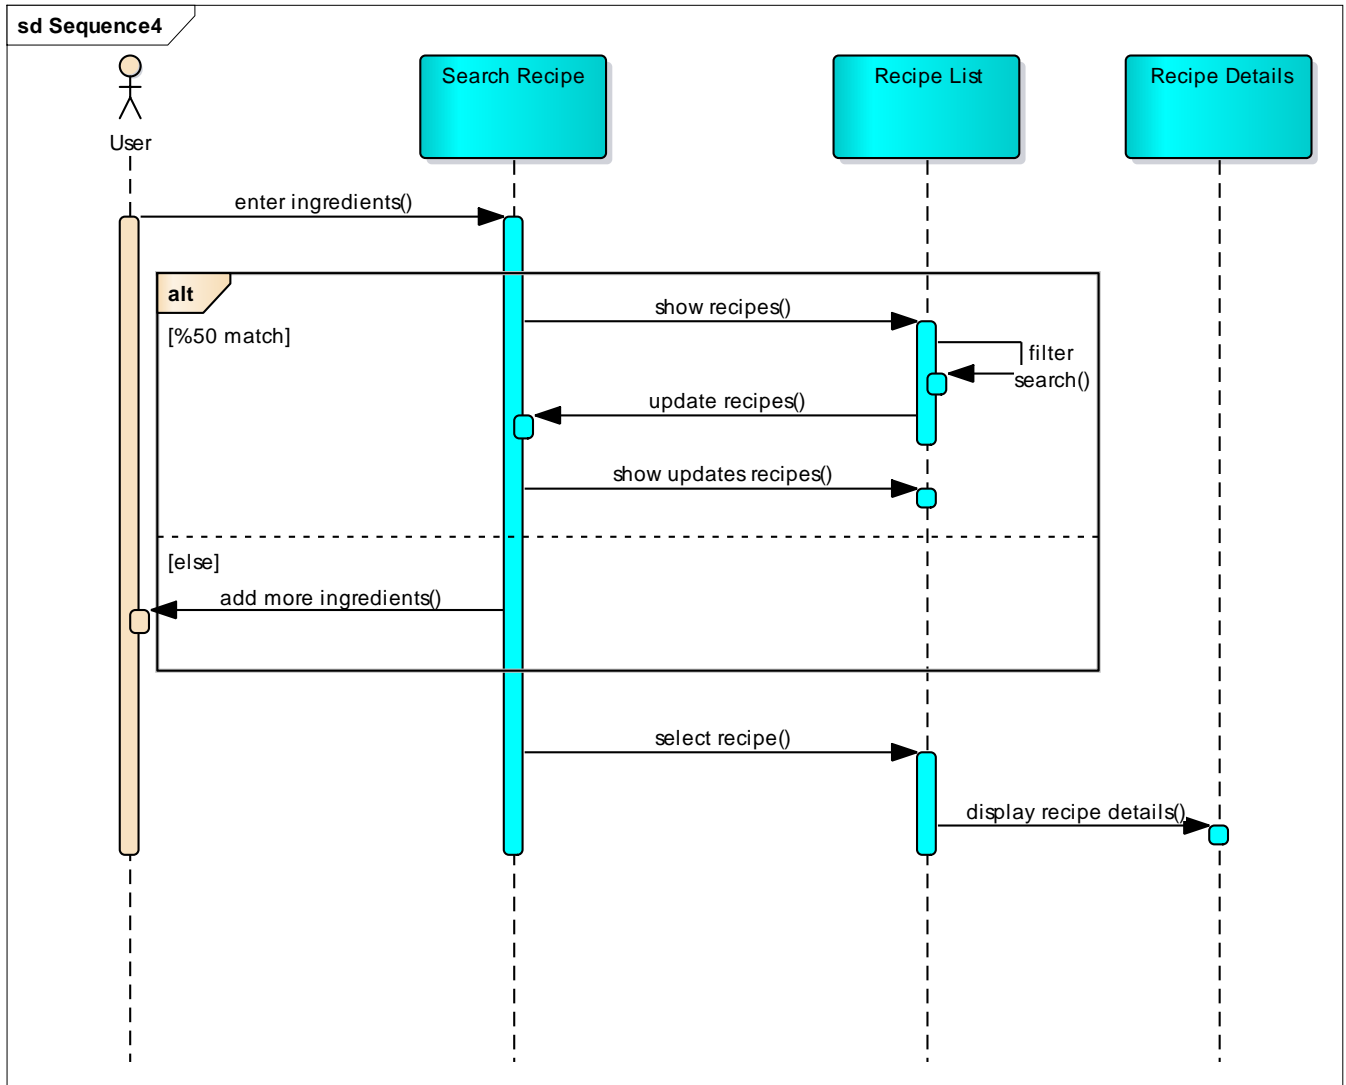 sd Sequence4
User
Search Recipe
Recipe List
Recipe Details
enter ingredients()
alt
[%50 match]
show recipes()
filter
search()
update recipes()
show updates recipes()
[else]
add more ingredients()
select recipe()
display recipe details()